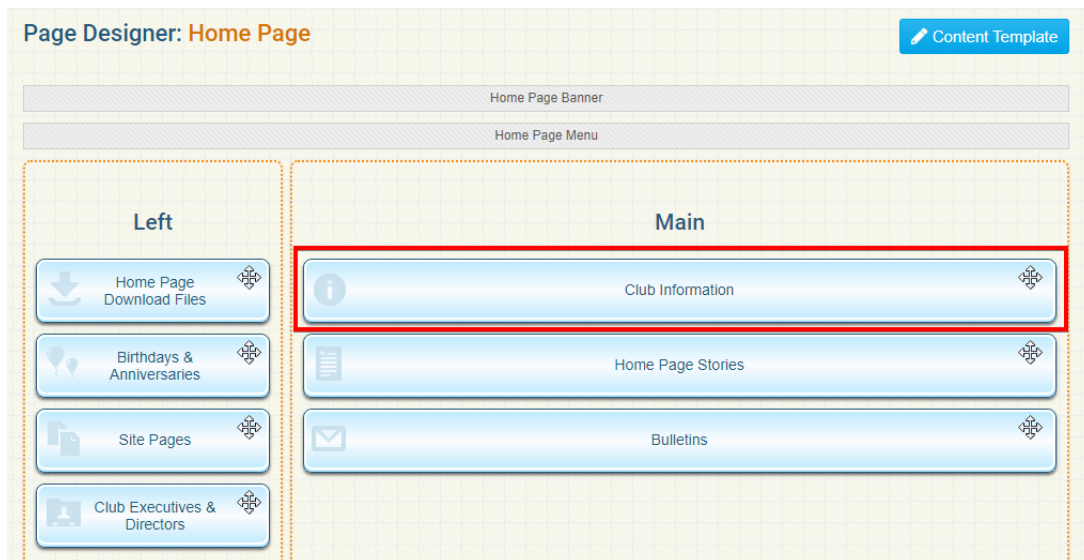 Page Designer: Home Page
Content Template
Home Page Banner
Home Page Menu
Left
Home Page
Download Files
Birthdays &
Anniversaries
Site Pages
Club Executives &
Directors
Main
Club Information
Home Page Stories
Bulletins